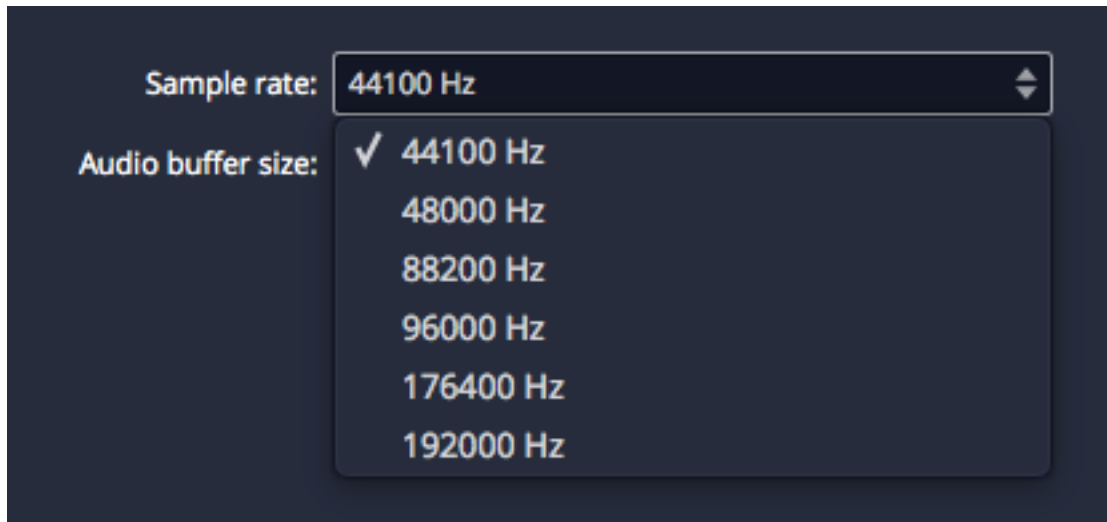 Sample rate: 44100 Hz
Audio buffer size: ✓ 44100 Hz
48000 Hz
88200 Hz
96000 Hz
176400 Hz
192000 Hz